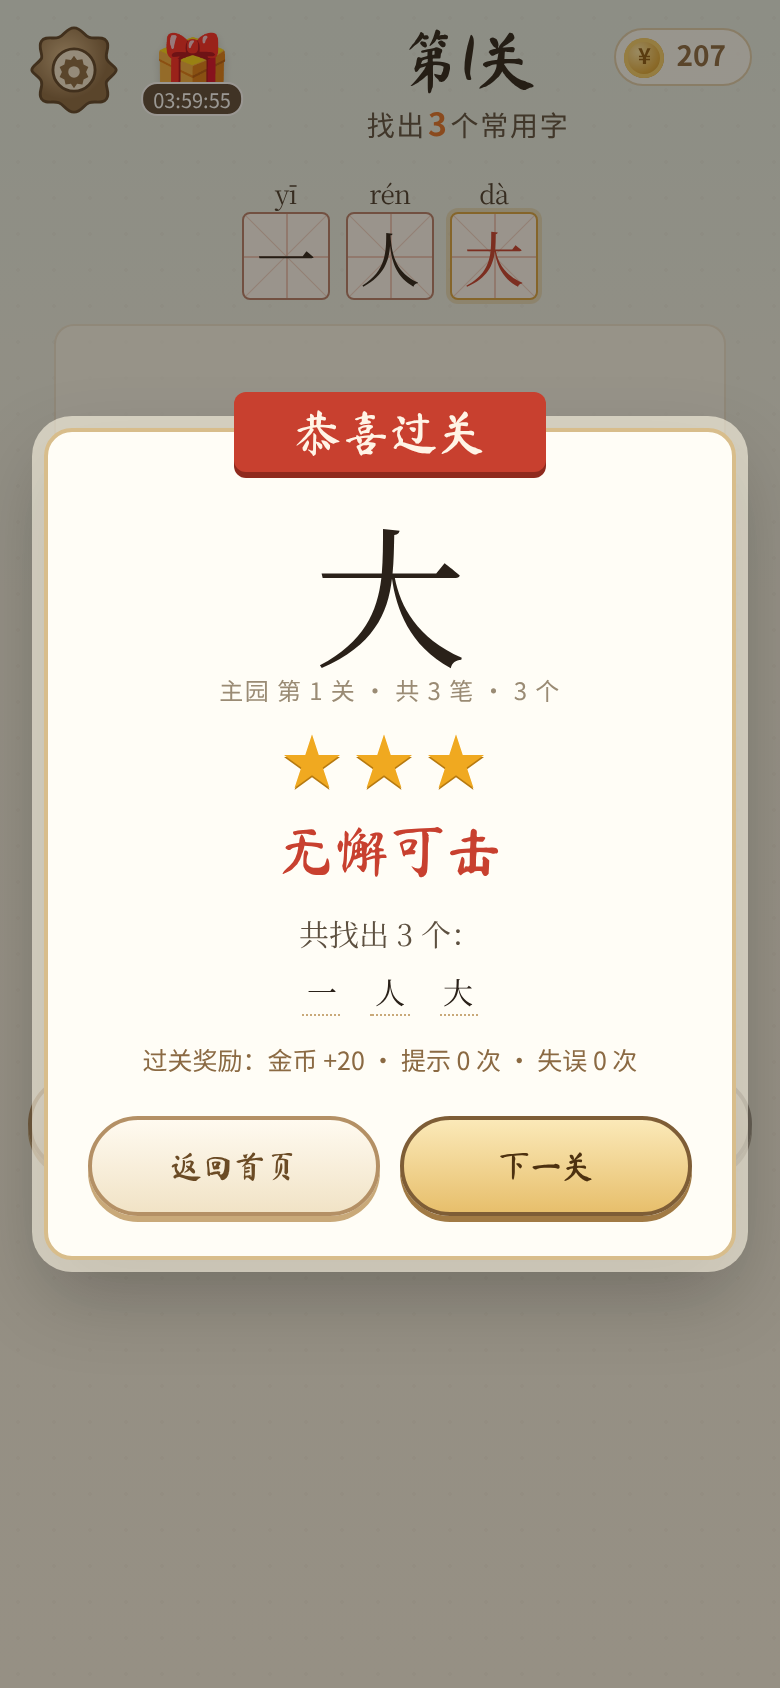 第1关
¥ 207
03:59:55
找出3个常用字
yī rén dà
一 人 大
恭喜过关
大
主园 第 1 关 · 共 3 笔 · 3 个
无懈可击
共找出 3 个：
一 人 大
过关奖励：金币 +20 · 提示 0 次 · 失误 0 次
返回首页
下一关